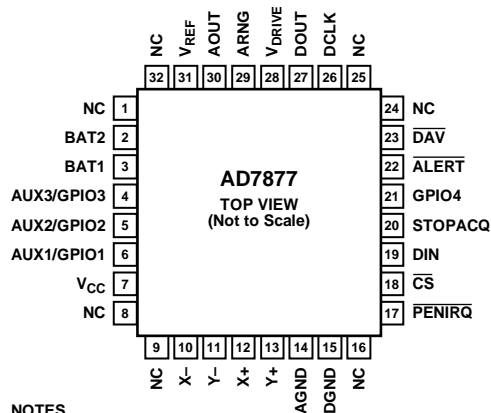 NC
V_REF
AOUT
ARNG
V_DRIVE
DOUT
DCLK
NC
32
31
30
29
28
27
26
25
NC 1
BAT2 2
BAT1 3
AUX3/GPIO3 4
AUX2/GPIO2 5
AUX1/GPIO1 6
V_CC 7
NC 8
AD7877
TOP VIEW
(Not to Scale)
24 NC
23 DAV
22 ALERT
21 GPIO4
20 STOPACQ
19 DIN
18 CS
17 PENIRQ
9
10
11
12
13
14
15
16
NC
X–
Y–
X+
Y+
AGND
DGND
NC
NOTES